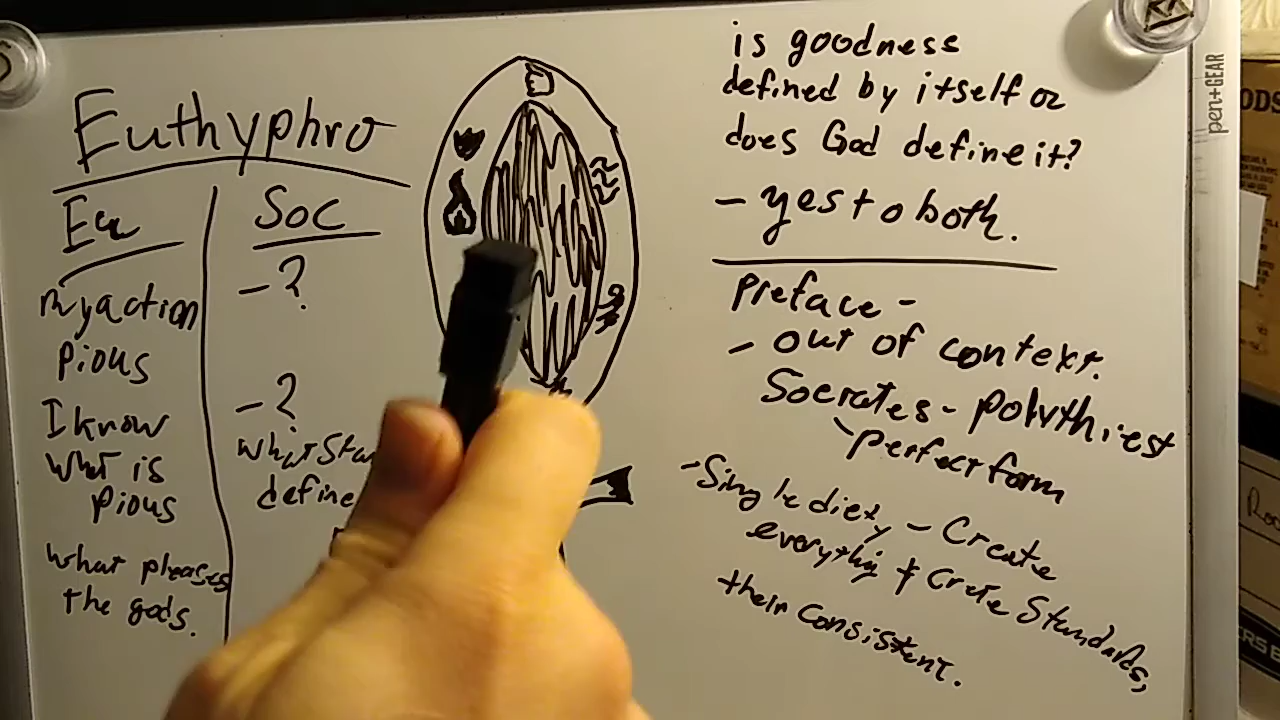 Euthyphro
Eu
my action
pious
I know
what is
pious
what pleases
the gods.
Soc
- ?
- ?
what
define
is goodness
defined by itself or
does God define it?
- yes to both.
Preface -
- out of context.
Socrates - polythiest
- perfect form
- Single diety - Create
everything & Crete Standards,
their consistent.
pen+GEAR